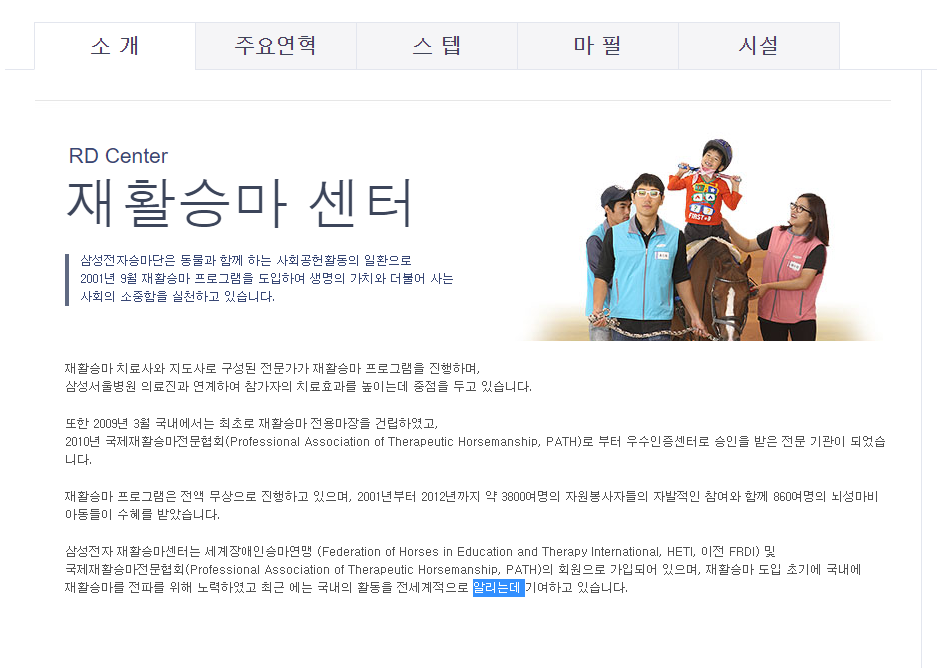 소 개
주요연혁
스 텝
마 필
시설
RD Center
재활승마 센터
삼성전자승마단은 동물과 함께 하는 사회공헌활동의 일환으로
2001년 9월 재활승마 프로그램을 도입하여 생명의 가치와 더불어 사는
사회의 소중함을 실천하고 있습니다.
FIRST
재활승마 치료사와 지도사로 구성된 전문가가 재활승마 프로그램을 진행하며,
삼성서울병원 의료진과 연계하여 참가자의 치료효과를 높이는데 중점을 두고 있습니다.
또한 2009년 3월 국내에서는 최초로 재활승마 전용마장을 건립하였고,
2010년 국제재활승마전문협회(Professional Association of Therapeutic Horsemanship, PATH)로 부터 우수인증센터로 승인을 받은 전문 기관이 되었습
니다.
재활승마 프로그램은 전액 무상으로 진행하고 있으며, 2001년부터 2012년까지 약 3800여명의 자원봉사자들의 자발적인 참여와 함께 860여명의 뇌성마비
아동들이 수혜를 받았습니다.
삼성전자 재활승마센터는 세계장애인승마연맹 (Federation of Horses in Education and Therapy International, HETI, 이전 FRDI) 및
국제재활승마전문협회(Professional Association of Therapeutic Horsemanship, PATH)의 회원으로 가입되어 있으며, 재활승마 도입 초기에 국내에
재활승마를 전파를 위해 노력하였고 최근 에는 국내의 활동을 전세계적으로 알리는데 기여하고 있습니다.